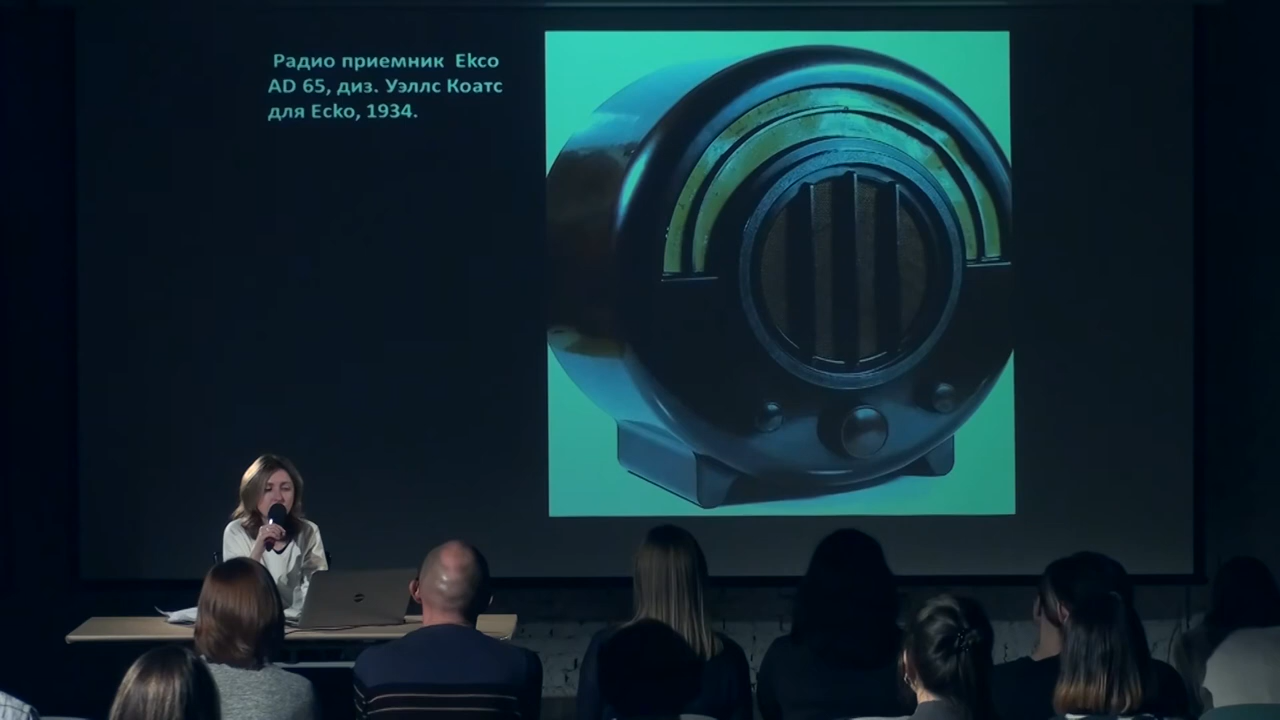 Радио приемник Ekco
AD 65, диз. Уэллс Коатс
для Ecko, 1934.